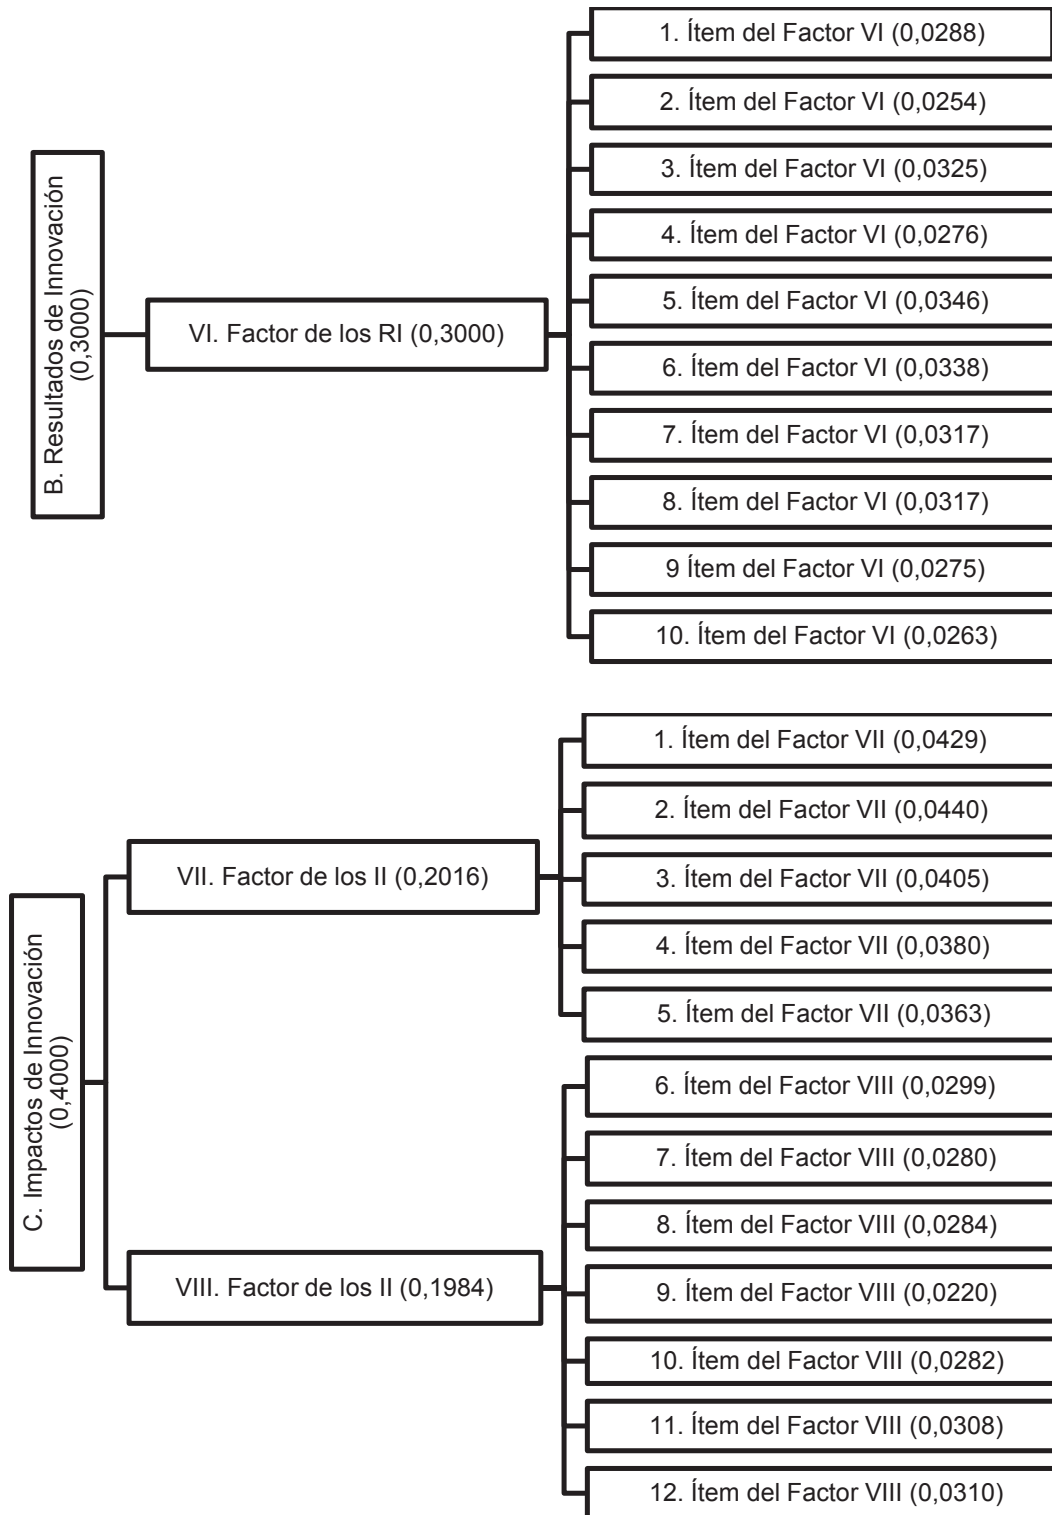 B. Resultados de Innovación
(0,3000)
VI. Factor de los RI (0,3000)
1. Ítem del Factor VI (0,0288)
2. Ítem del Factor VI (0,0254)
3. Ítem del Factor VI (0,0325)
4. Ítem del Factor VI (0,0276)
5. Ítem del Factor VI (0,0346)
6. Ítem del Factor VI (0,0338)
7. Ítem del Factor VI (0,0317)
8. Ítem del Factor VI (0,0317)
9 Ítem del Factor VI (0,0275)
10. Ítem del Factor VI (0,0263)
C. Impactos de Innovación
(0,4000)
VII. Factor de los II (0,2016)
1. Ítem del Factor VII (0,0429)
2. Ítem del Factor VII (0,0440)
3. Ítem del Factor VII (0,0405)
4. Ítem del Factor VII (0,0380)
5. Ítem del Factor VII (0,0363)
VIII. Factor de los II (0,1984)
6. Ítem del Factor VIII (0,0299)
7. Ítem del Factor VIII (0,0280)
8. Ítem del Factor VIII (0,0284)
9. Ítem del Factor VIII (0,0220)
10. Ítem del Factor VIII (0,0282)
11. Ítem del Factor VIII (0,0308)
12. Ítem del Factor VIII (0,0310)